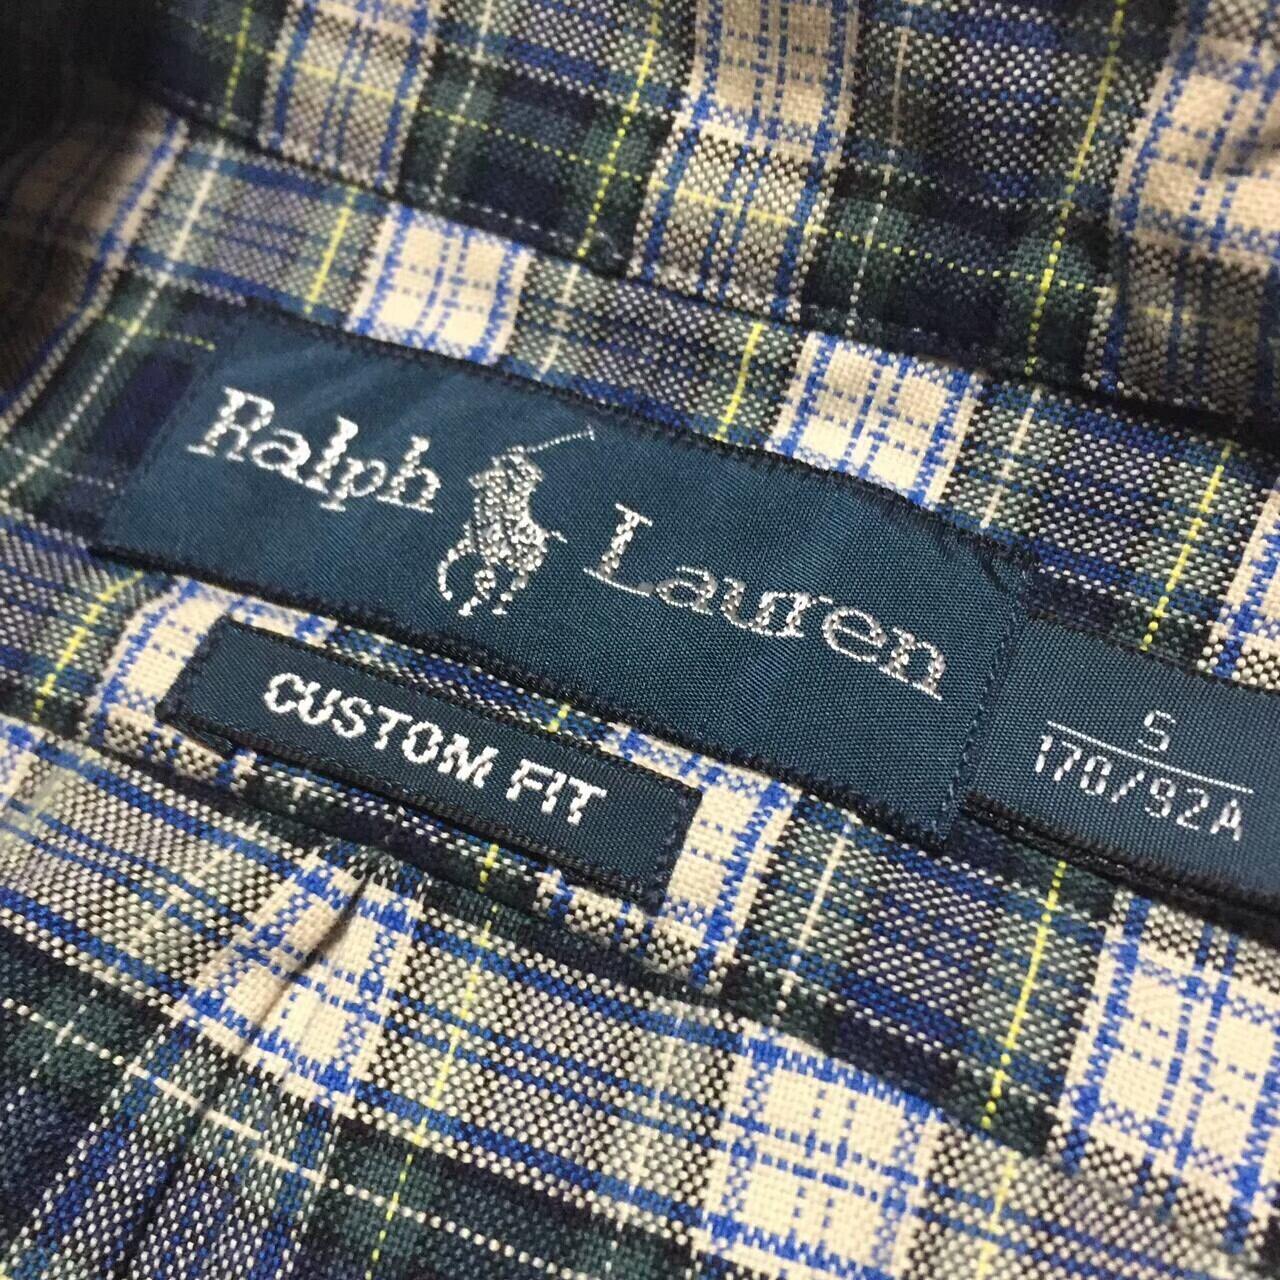 Ralph Lauren
CUSTOM FIT
S
170/92A